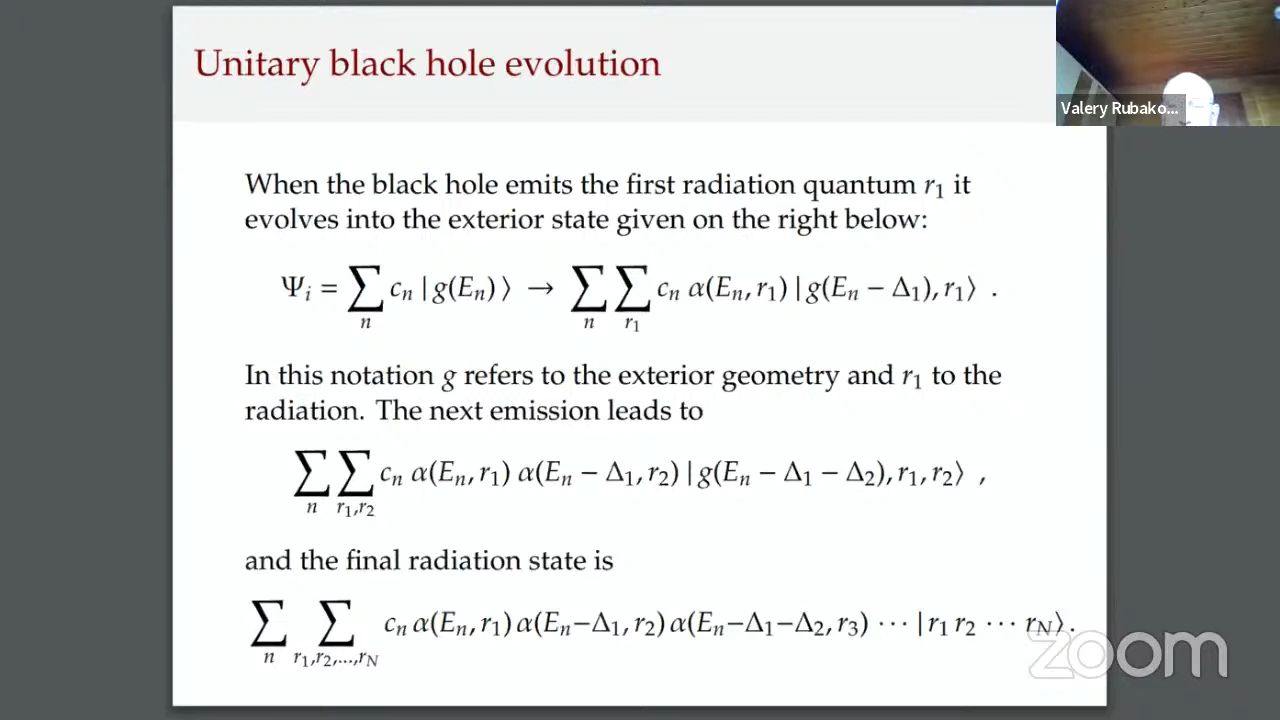 Unitary black hole evolution
Valery Rubako...
When the black hole emits the first radiation quantum r₁ it
evolves into the exterior state given on the right below:
Ψᵢ = ∑ₙ cₙ | g(Eₙ) ⟩ → ∑ₙ ∑_{r₁} cₙ α(Eₙ, r₁) | g(Eₙ − Δ₁), r₁⟩ .
In this notation g refers to the exterior geometry and r₁ to the
radiation. The next emission leads to
∑ₙ ∑_{r₁,r₂} cₙ α(Eₙ, r₁) α(Eₙ − Δ₁, r₂) | g(Eₙ − Δ₁ − Δ₂), r₁, r₂⟩ ,
and the final radiation state is
∑ₙ ∑_{r₁,r₂,...,r_N} cₙ α(Eₙ, r₁) α(Eₙ−Δ₁, r₂) α(Eₙ−Δ₁−Δ₂, r₃) ⋯ | r₁ r₂ ⋯ r_N⟩.
zoom